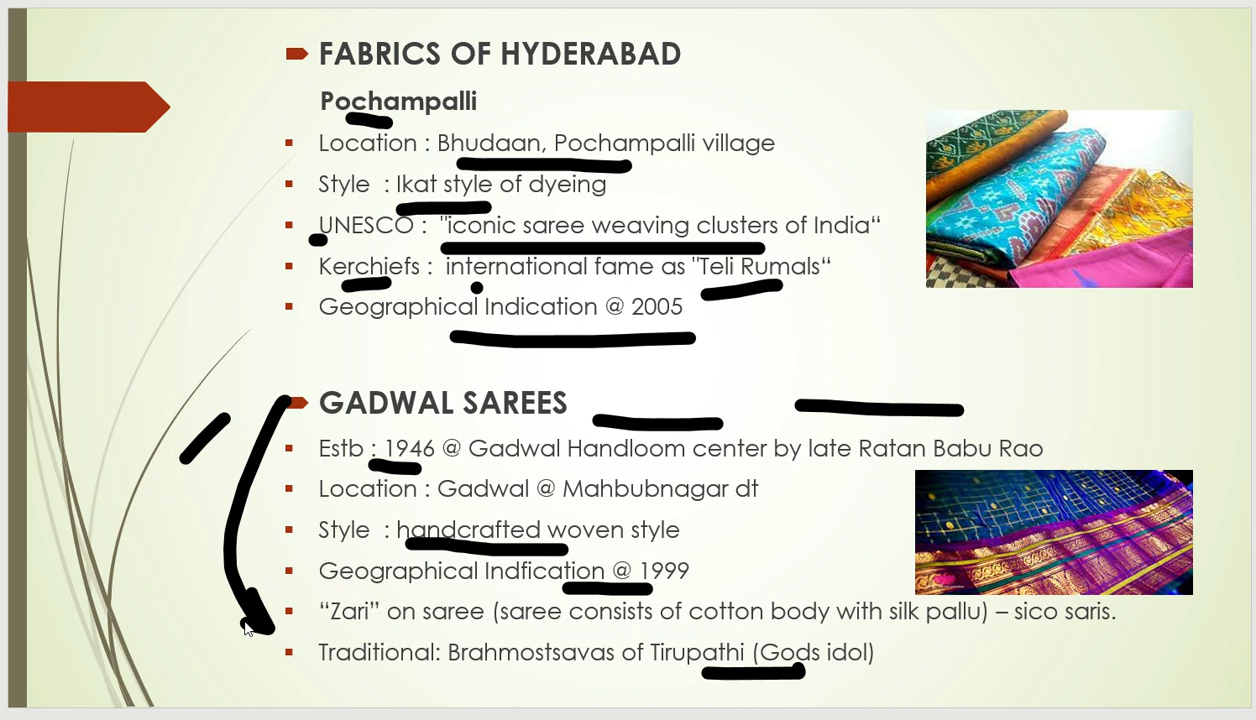 FABRICS OF HYDERABAD
Pochampalli
Location : Bhudaan, Pochampalli village
Style : Ikat style of dyeing
UNESCO : "iconic saree weaving clusters of India“
Kerchiefs : international fame as "Teli Rumals“
Geographical Indication @ 2005
GADWAL SAREES
Estb : 1946 @ Gadwal Handloom center by late Ratan Babu Rao
Location : Gadwal @ Mahbubnagar dt
Style : handcrafted woven style
Geographical Indfication @ 1999
“Zari” on saree (saree consists of cotton body with silk pallu) – sico saris.
Traditional: Brahmostsavas of Tirupathi (Gods idol)